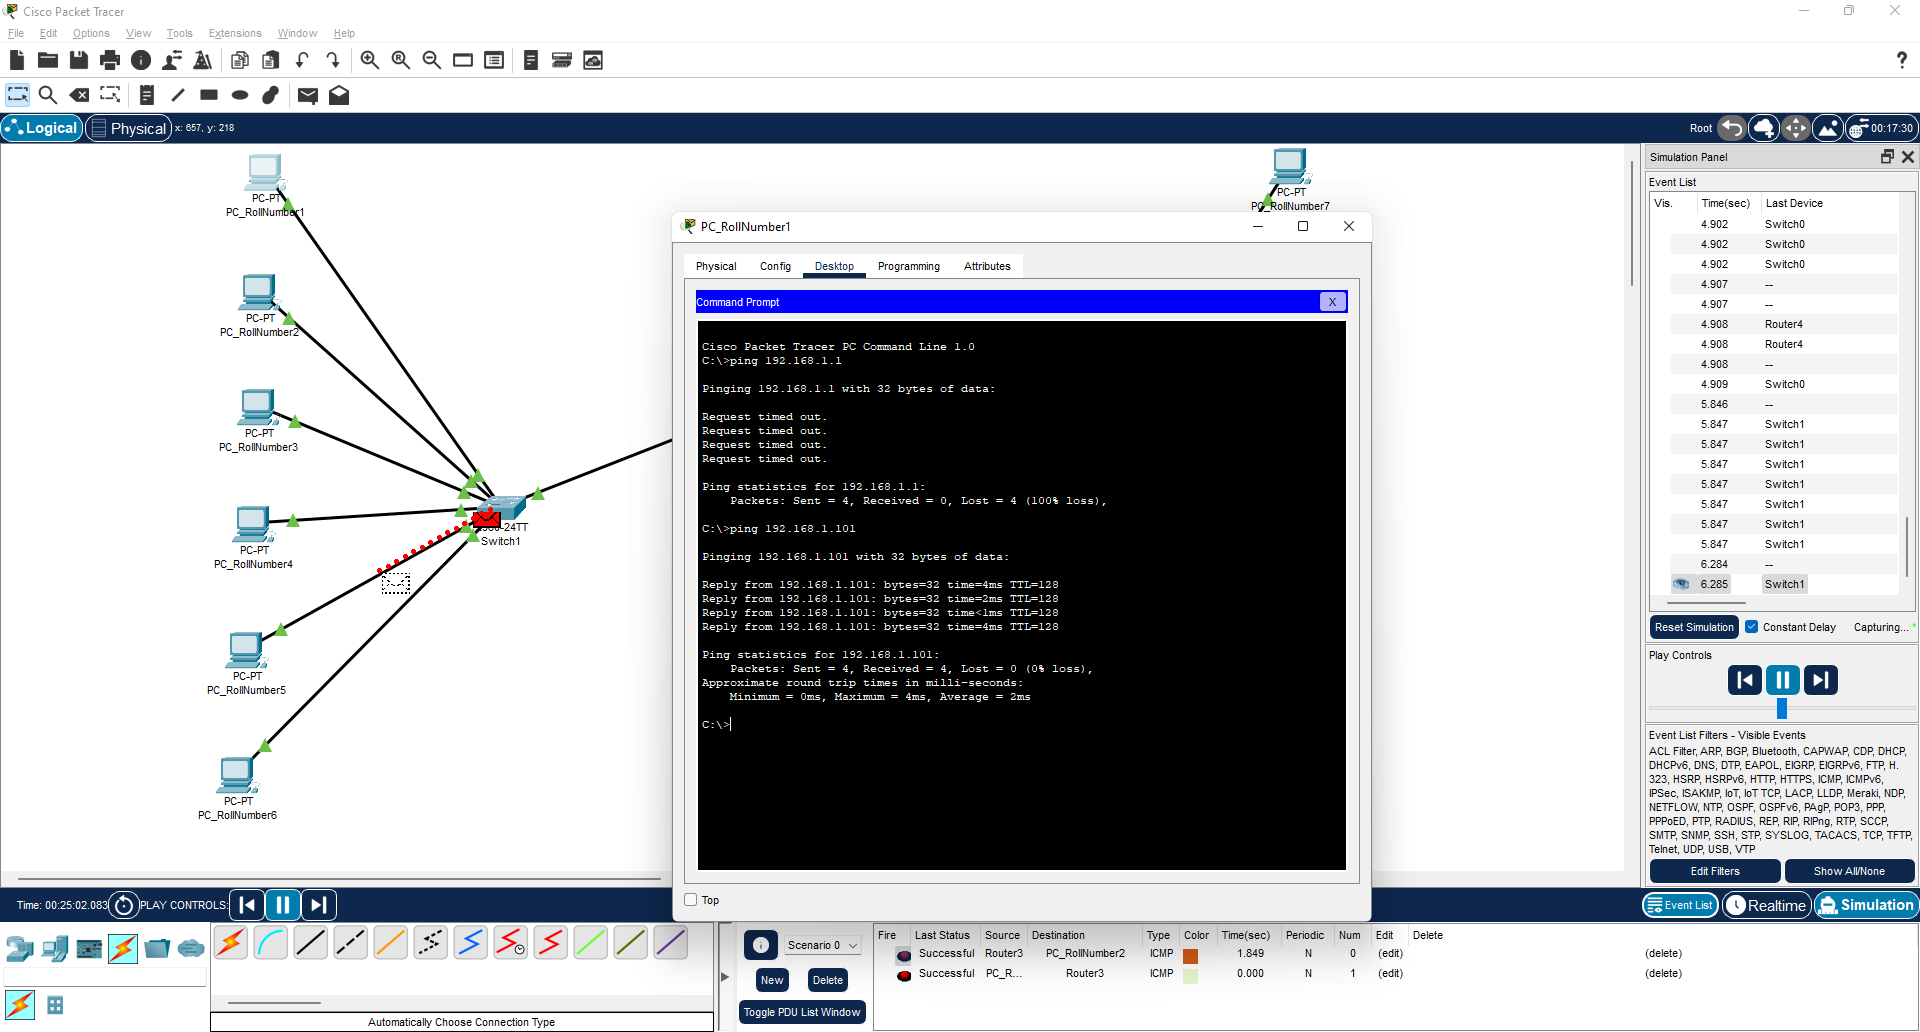 Cisco Packet Tracer
File Edit Options View Tools Extensions Window Help
Logical Physical x: 657, y: 218
Root 00:17:30
PC-PT
PC_RollNumber1
PC-PT
PC_RollNumber2
PC-PT
PC_RollNumber3
PC-PT
PC_RollNumber4
PC-PT
PC_RollNumber5
PC-PT
PC_RollNumber6
PC-PT
PC_RollNumber7
-24TT
Switch1
PC_RollNumber1
Physical Config Desktop Programming Attributes
Command Prompt X
Cisco Packet Tracer PC Command Line 1.0
C:\>ping 192.168.1.1
Pinging 192.168.1.1 with 32 bytes of data:
Request timed out.
Request timed out.
Request timed out.
Request timed out.
Ping statistics for 192.168.1.1:
Packets: Sent = 4, Received = 0, Lost = 4 (100% loss),
C:\>ping 192.168.1.101
Pinging 192.168.1.101 with 32 bytes of data:
Reply from 192.168.1.101: bytes=32 time=4ms TTL=128
Reply from 192.168.1.101: bytes=32 time=2ms TTL=128
Reply from 192.168.1.101: bytes=32 time<1ms TTL=128
Reply from 192.168.1.101: bytes=32 time=4ms TTL=128
Ping statistics for 192.168.1.101:
Packets: Sent = 4, Received = 4, Lost = 0 (0% loss),
Approximate round trip times in milli-seconds:
Minimum = 0ms, Maximum = 4ms, Average = 2ms
C:\>
Top
Simulation Panel
Event List
Vis. Time(sec) Last Device
4.902 Switch0
4.902 Switch0
4.902 Switch0
4.907 --
4.907 --
4.908 Router4
4.908 Router4
4.908 --
4.909 Switch0
5.846 --
5.847 Switch1
5.847 Switch1
5.847 Switch1
5.847 Switch1
5.847 Switch1
5.847 Switch1
5.847 Switch1
6.284 --
6.285 Switch1
Reset Simulation Constant Delay Capturing... *
Play Controls
Event List Filters - Visible Events
ACL Filter, ARP, BGP, Bluetooth, CAPWAP, CDP, DHCP,
DHCPv6, DNS, DTP, EAPOL, EIGRP, EIGRPv6, FTP, H.
323, HSRP, HSRPv6, HTTP, HTTPS, ICMP, ICMPv6,
IPSec, ISAKMP, IoT, IoT TCP, LACP, LLDP, Meraki, NDP,
NETFLOW, NTP, OSPF, OSPFv6, PAgP, POP3, PPP,
PPPoED, PTP, RADIUS, REP, RIP, RIPng, RTP, SCCP,
SMTP, SNMP, SSH, STP, SYSLOG, TACACS, TCP, TFTP,
Telnet, UDP, USB, VTP
Edit Filters Show All/None
Time: 00:25:02.083 PLAY CONTROLS:
Event List Realtime Simulation
Automatically Choose Connection Type
Scenario 0
New Delete
Toggle PDU List Window
Fire Last Status Source Destination Type Color Time(sec) Periodic Num Edit Delete
Successful Router3 PC_RollNumber2 ICMP 1.849 N 0 (edit) (delete)
Successful PC_R... Router3 ICMP 0.000 N 1 (edit) (delete)